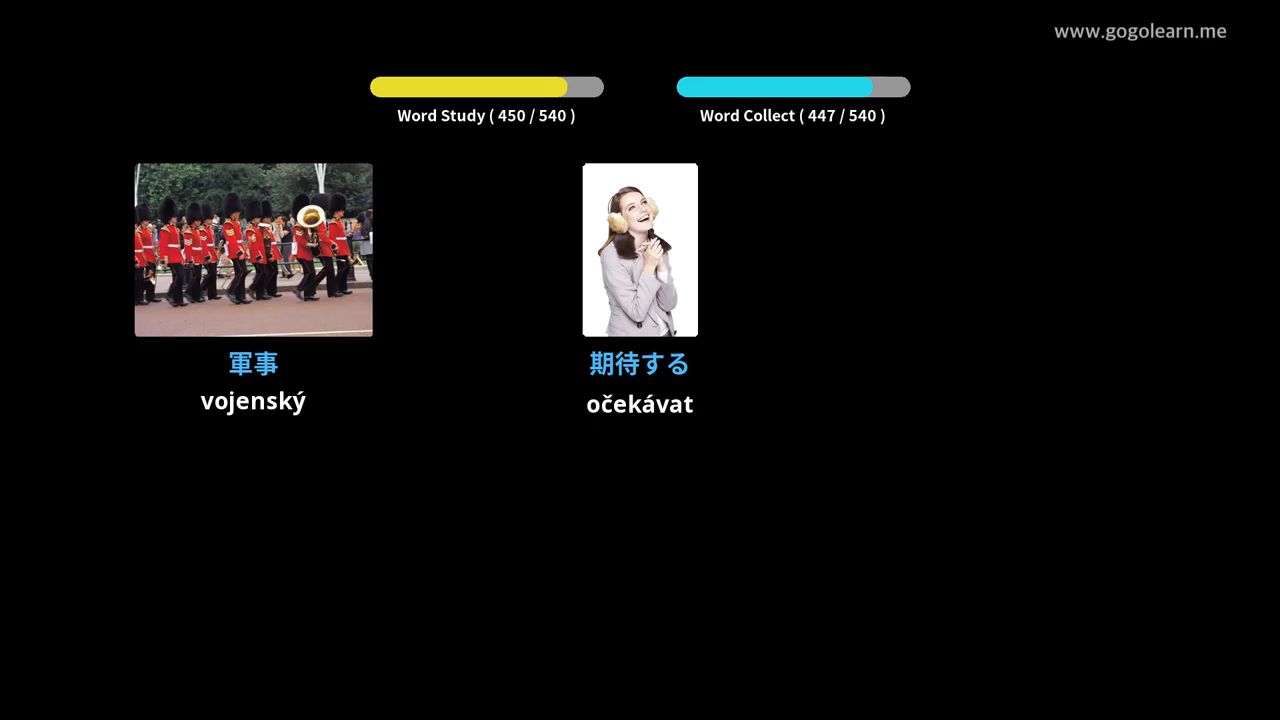 www.gogolearn.me
Word Study ( 450 / 540 )
Word Collect ( 447 / 540 )
軍事
vojenský
期待する
očekávat